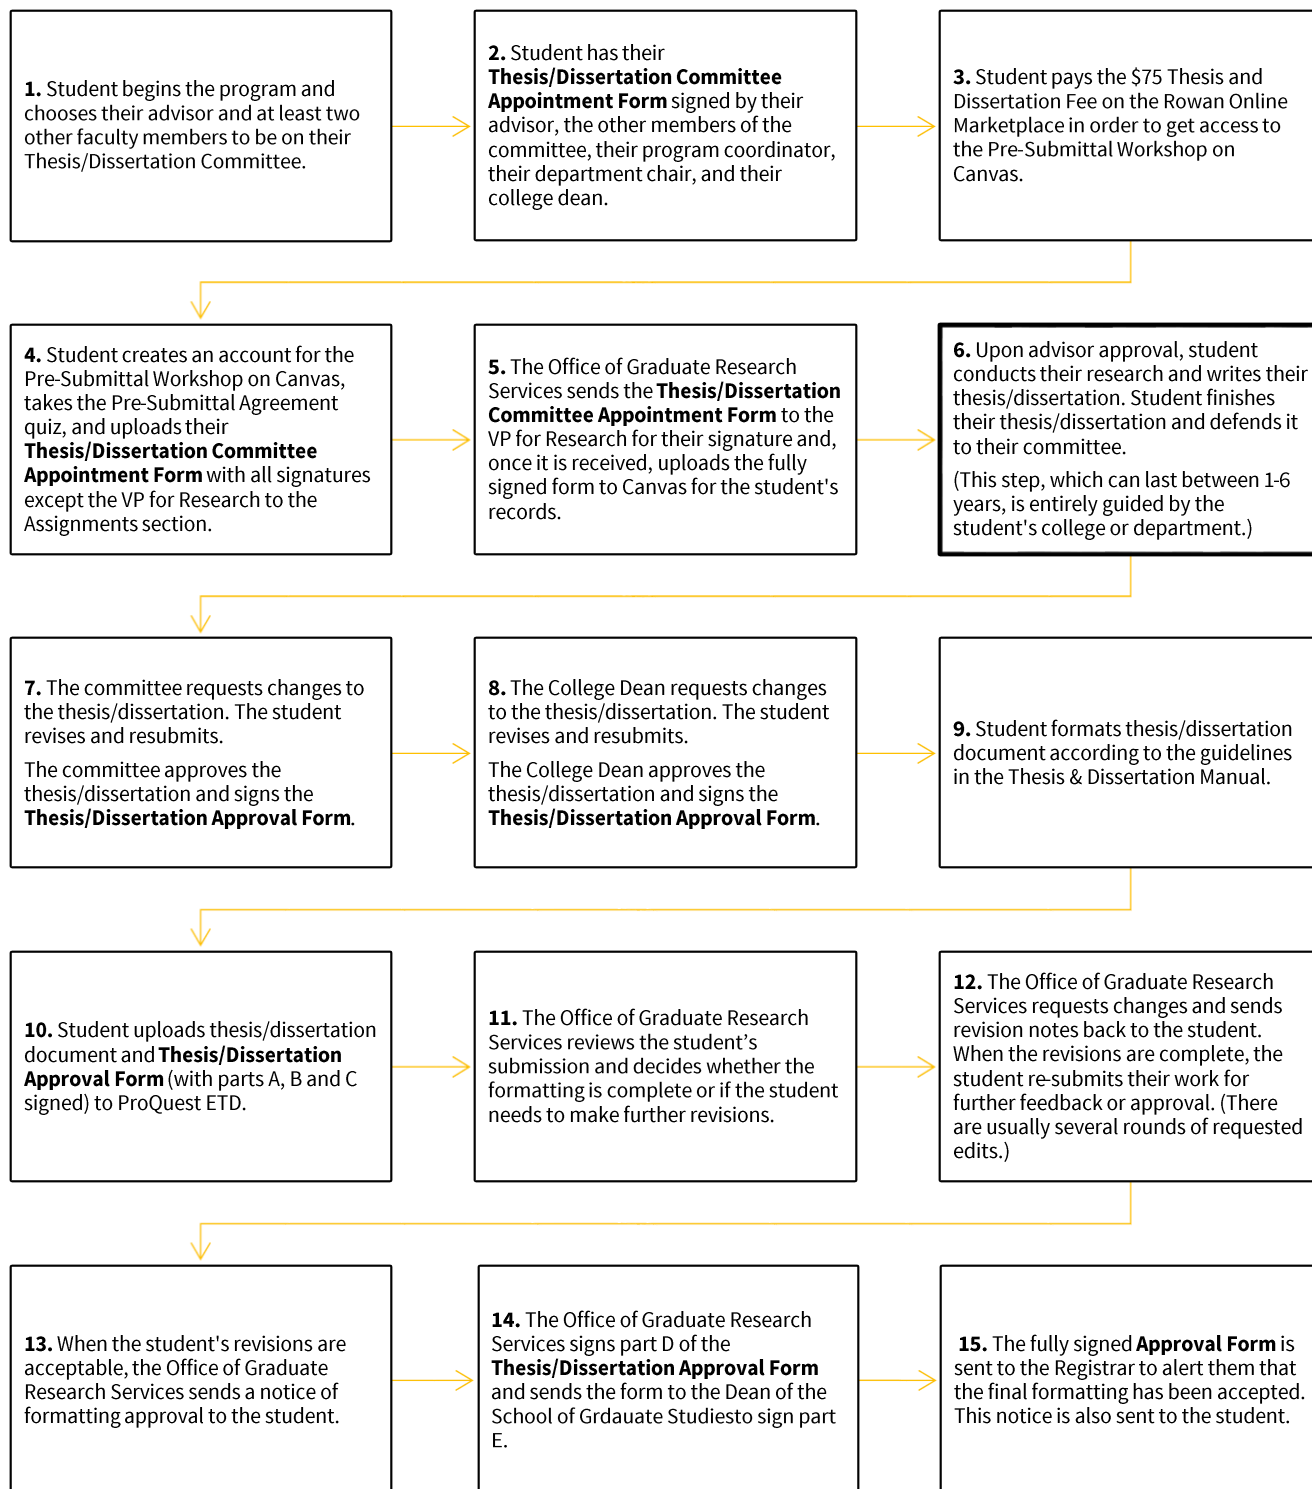 1. Student begins the program and
chooses their advisor and at least two
other faculty members to be on their
Thesis/Dissertation Committee.
2. Student has their
Thesis/Dissertation Committee
Appointment Form signed by their
advisor, the other members of the
committee, their program coordinator,
their department chair, and their
college dean.
3. Student pays the $75 Thesis and
Dissertation Fee on the Rowan Online
Marketplace in order to get access to
the Pre-Submittal Workshop on
Canvas.
4. Student creates an account for the
Pre-Submittal Workshop on Canvas,
takes the Pre-Submittal Agreement
quiz, and uploads their
Thesis/Dissertation Committee
Appointment Form with all signatures
except the VP for Research to the
Assignments section.
5. The Office of Graduate Research
Services sends the Thesis/Dissertation
Committee Appointment Form to the
VP for Research for their signature and,
once it is received, uploads the fully
signed form to Canvas for the student's
records.
6. Upon advisor approval, student
conducts their research and writes their
thesis/dissertation. Student finishes
their thesis/dissertation and defends it
to their committee.
(This step, which can last between 1-6
years, is entirely guided by the
student's college or department.)
7. The committee requests changes to
the thesis/dissertation. The student
revises and resubmits.
The committee approves the
thesis/dissertation and signs the
Thesis/Dissertation Approval Form.
8. The College Dean requests changes
to the thesis/dissertation. The student
revises and resubmits.
The College Dean approves the
thesis/dissertation and signs the
Thesis/Dissertation Approval Form.
9. Student formats thesis/dissertation
document according to the guidelines
in the Thesis & Dissertation Manual.
10. Student uploads thesis/dissertation
document and Thesis/Dissertation
Approval Form (with parts A, B and C
signed) to ProQuest ETD.
11. The Office of Graduate Research
Services reviews the student’s
submission and decides whether the
formatting is complete or if the student
needs to make further revisions.
12. The Office of Graduate Research
Services requests changes and sends
revision notes back to the student.
When the revisions are complete, the
student re-submits their work for
further feedback or approval. (There
are usually several rounds of requested
edits.)
13. When the student's revisions are
acceptable, the Office of Graduate
Research Services sends a notice of
formatting approval to the student.
14. The Office of Graduate Research
Services signs part D of the
Thesis/Dissertation Approval Form
and sends the form to the Dean of the
School of Grdauate Studiesto sign part
E.
15. The fully signed Approval Form is
sent to the Registrar to alert them that
the final formatting has been accepted.
This notice is also sent to the student.